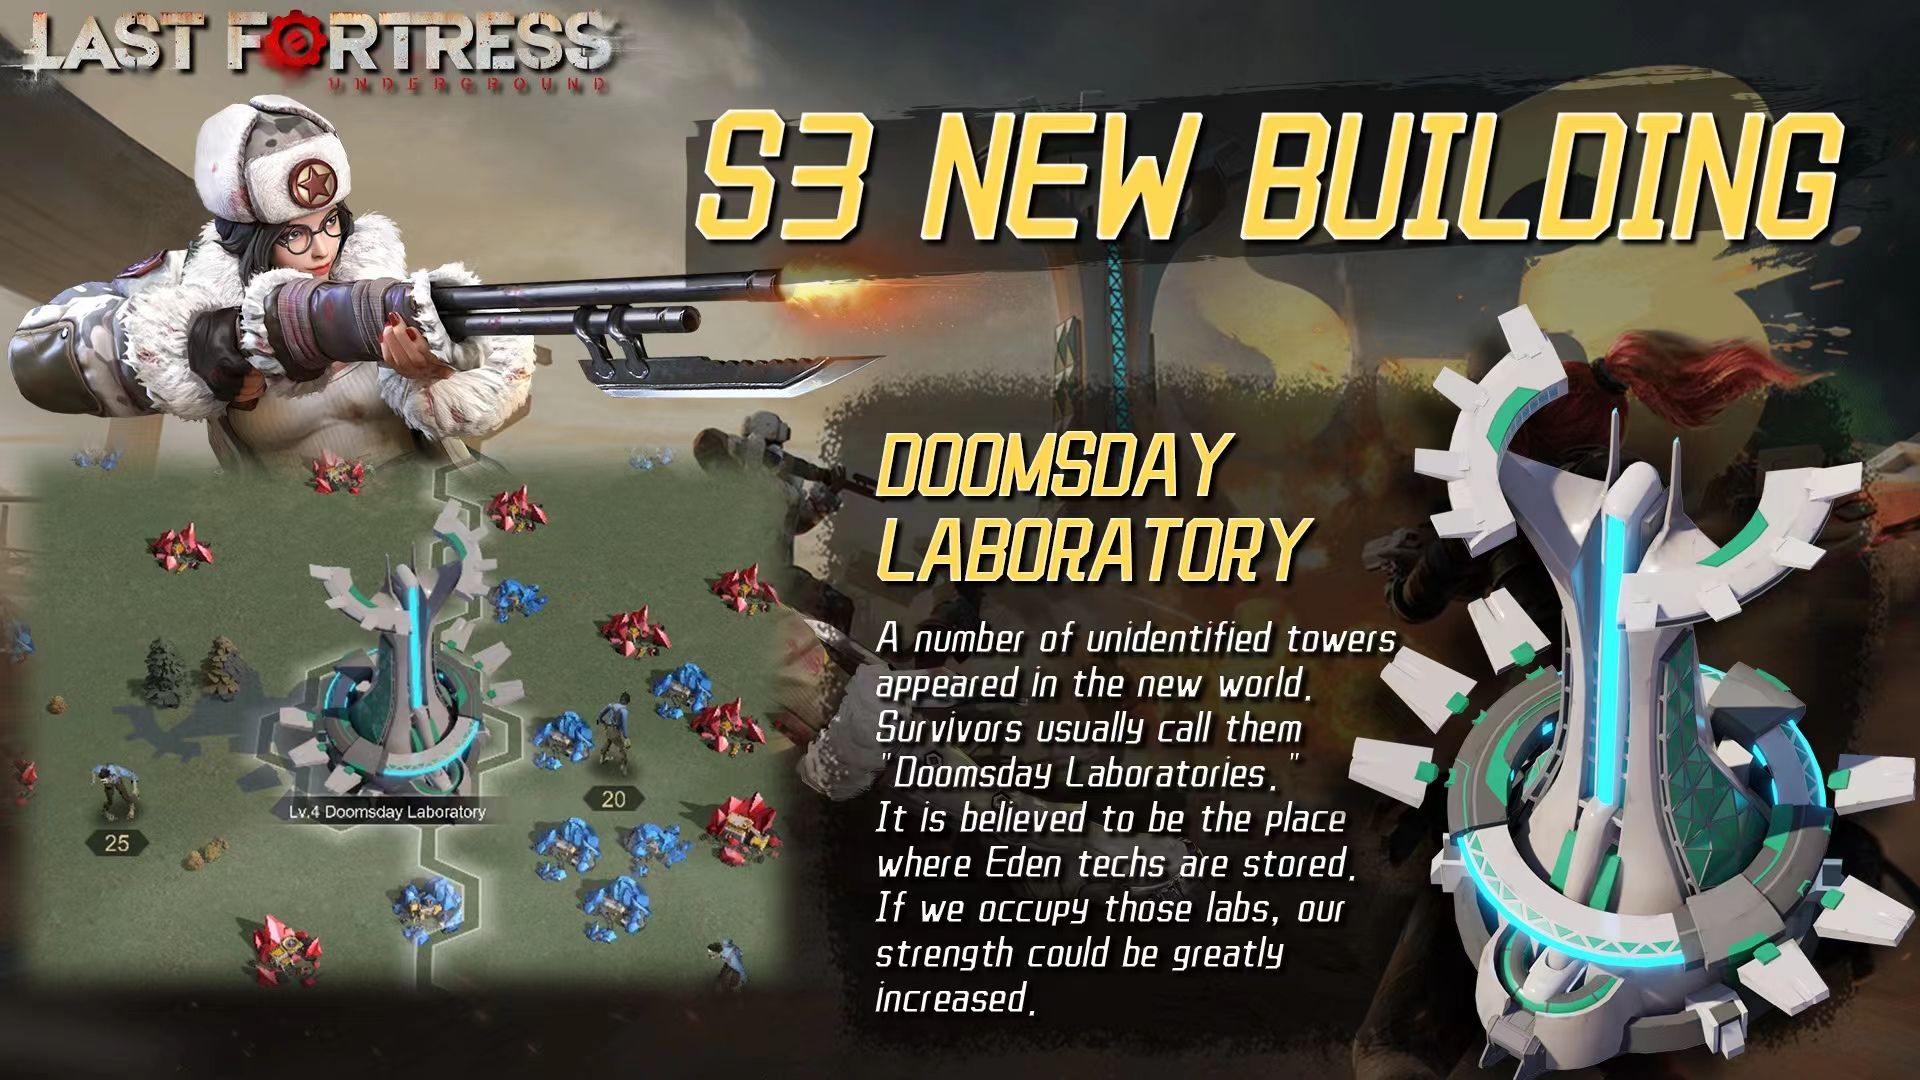 LAST FORTRESS
UNDERGROUND
S3 NEW BUILDING
DOOMSDAY
LABORATORY
A number of unidentified towers
appeared in the new world.
Survivors usually call them
"Doomsday Laboratories."
It is believed to be the place
where Eden techs are stored.
If we occupy those labs, our
strength could be greatly
increased.
Lv.4 Doomsday Laboratory
20
25